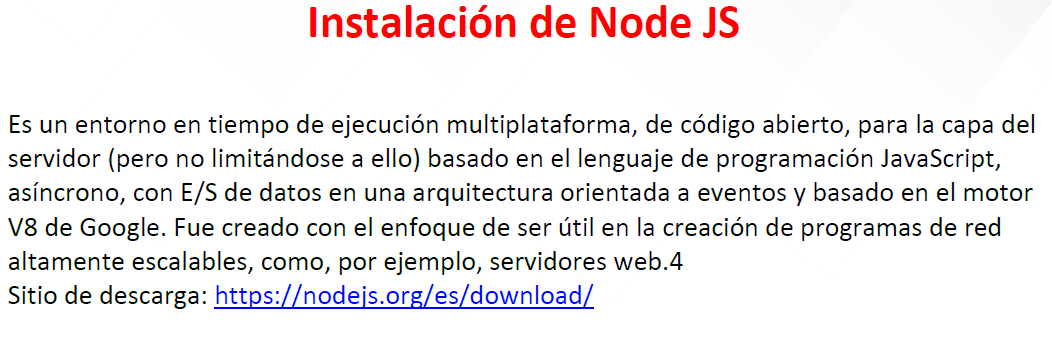 Instalación de Node JS
Es un entorno en tiempo de ejecución multiplataforma, de código abierto, para la capa del
servidor (pero no limitándose a ello) basado en el lenguaje de programación JavaScript,
asíncrono, con E/S de datos en una arquitectura orientada a eventos y basado en el motor
V8 de Google. Fue creado con el enfoque de ser útil en la creación de programas de red
altamente escalables, como, por ejemplo, servidores web.4
Sitio de descarga: https://nodejs.org/es/download/